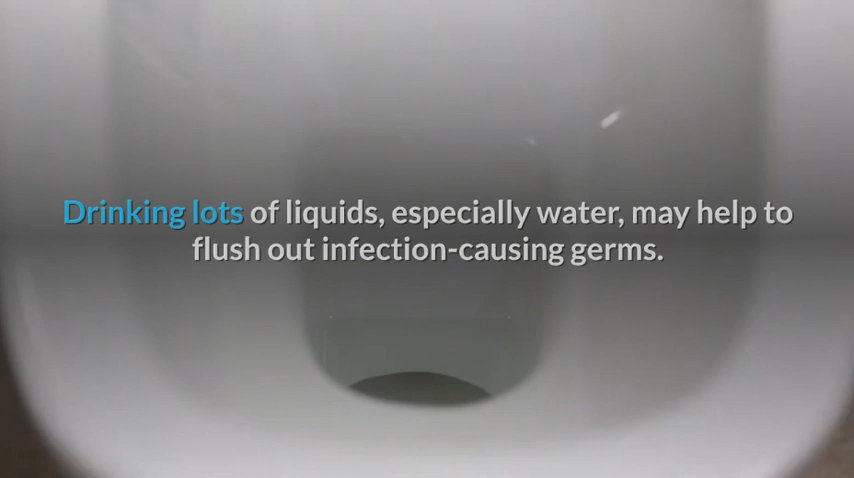 Drinking lots of liquids, especially water, may help to
flush out infection-causing germs.